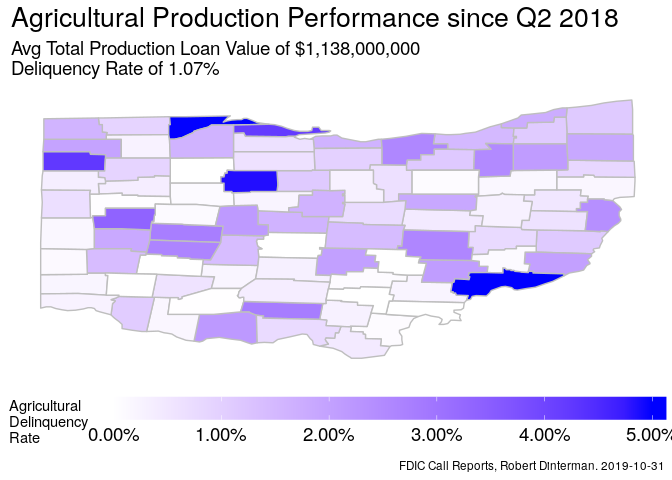 Agricultural Production Performance since Q2 2018
Avg Total Production Loan Value of $1,138,000,000
Deliquency Rate of 1.07%
Agricultural
Delinquency
Rate
0.00% 1.00% 2.00% 3.00% 4.00% 5.00%
FDIC Call Reports, Robert Dinterman. 2019-10-31